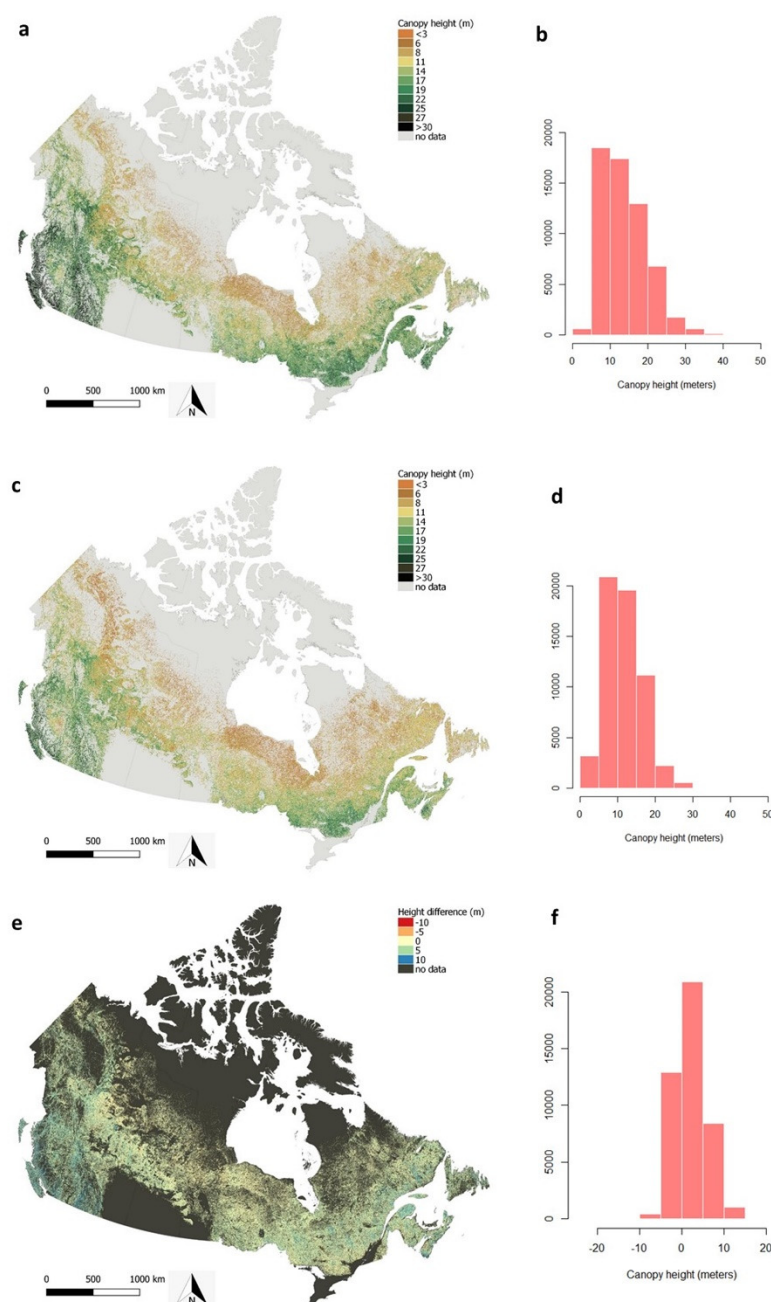 a
Canopy height (m)
<3
6
8
11
14
17
19
22
25
27
>30
no data
0 500 1000 km
N
b
20000
15000
10000
5000
0
0 10 20 30 40 50
Canopy height (meters)
c
Canopy height (m)
<3
6
8
11
14
17
19
22
25
27
>30
no data
0 500 1000 km
N
d
20000
15000
10000
5000
0
0 10 20 30 40 50
Canopy height (meters)
e
Height difference (m)
-10
-5
0
5
10
no data
0 500 1000 km
N
f
20000
15000
10000
5000
0
-20 -10 0 10 20
Canopy height (meters)